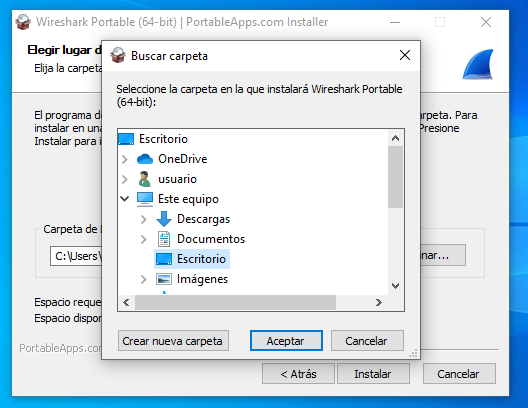 Wireshark Portable (64-bit) | PortableApps.com Installer
Elegir lugar d
Elija la carpeta
Buscar carpeta
Seleccione la carpeta en la que instalará Wireshark Portable
(64-bit):
El programa de
arpeta. Para
instalar en una
Presione
Instalar para i
Escritorio
OneDrive
usuario
Este equipo
Descargas
Documentos
Escritorio
Imágenes
Carpeta de
C:\Users\
nar...
Espacio reque
Espacio dispon
Crear nueva carpeta
Aceptar
Cancelar
PortableApps.co
< Atrás
Instalar
Cancelar